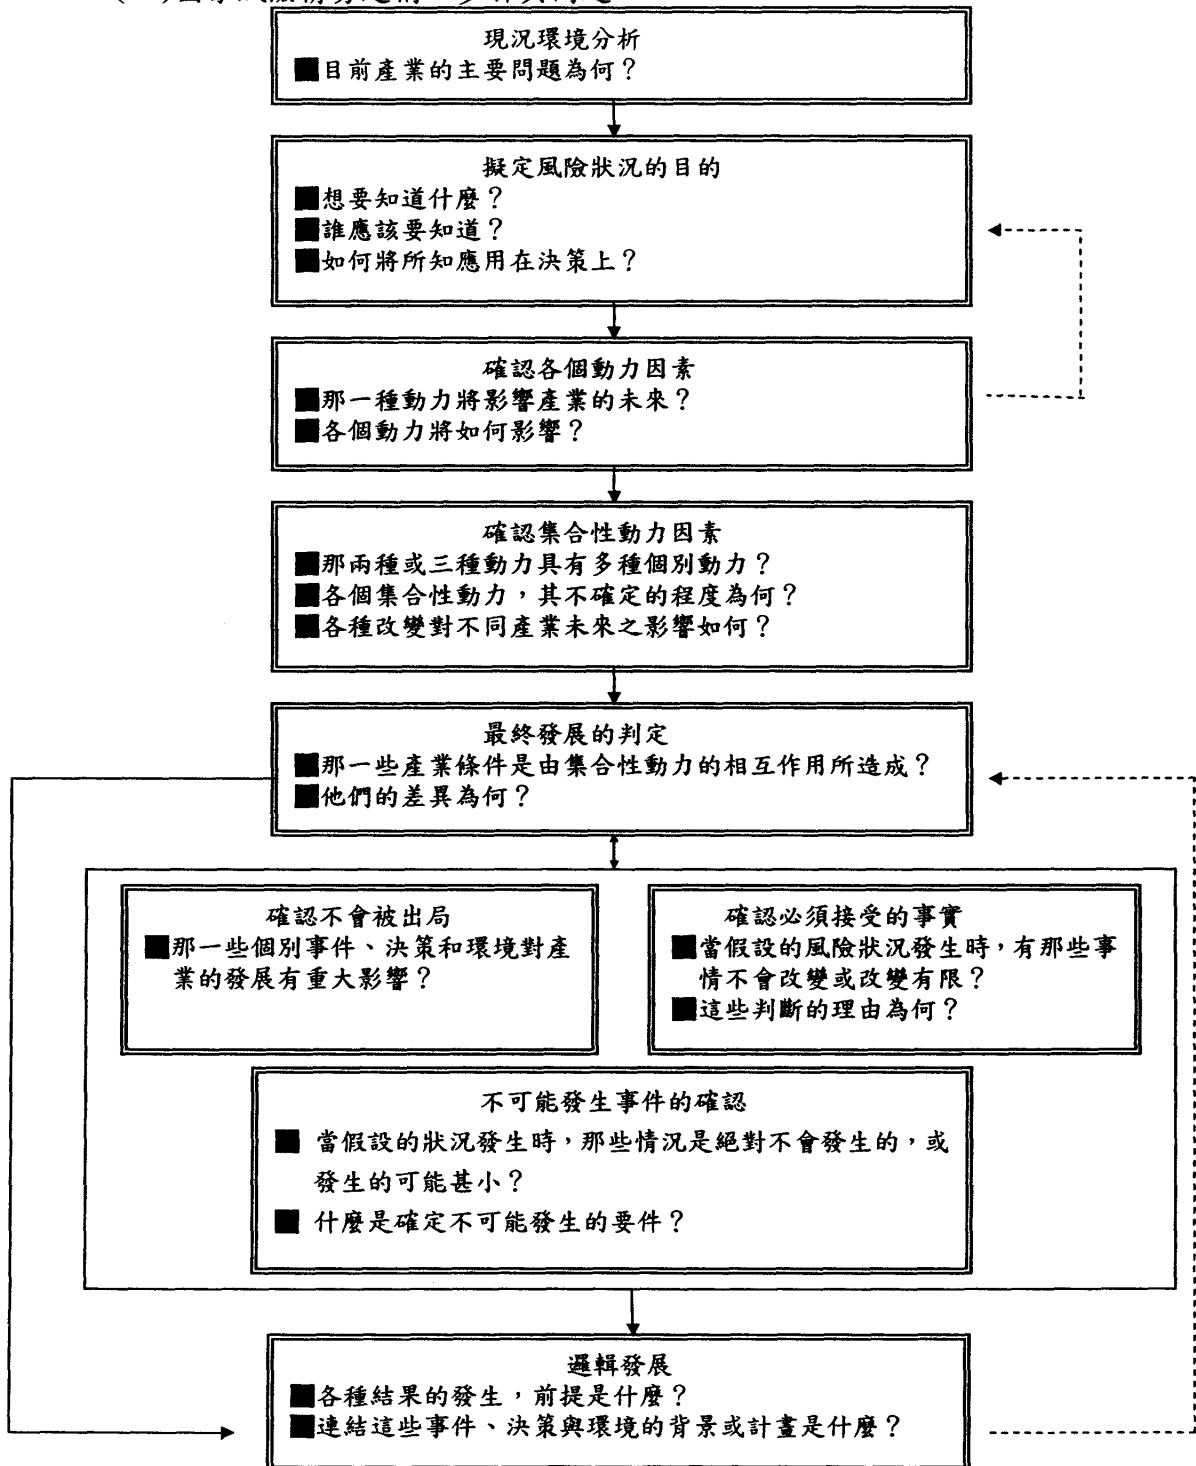 現況環境分析
■目前產業的主要問題為何？
擬定風險狀況的目的
■想要知道什麼？
■誰應該要知道？
■如何將所知應用在決策上？
確認各個動力因素
■那一種動力將影響產業的未來？
■各個動力將如何影響？
確認集合性動力因素
■那兩種或三種動力具有多種個別動力？
■各個集合性動力，其不確定的程度為何？
■各種改變對不同產業未來之影響如何？
最終發展的判定
■那一些產業條件是由集合性動力的相互作用所造成？
■他們的差異為何？
確認不會被出局
■那一些個別事件、決策和環境對產
業的發展有重大影響？
確認必須接受的事實
■當假設的風險狀況發生時，有那些事
情不會改變或改變有限？
■這些判斷的理由為何？
不可能發生事件的確認
■ 當假設的狀況發生時，那些情況是絕對不會發生的，或
發生的可能甚小？
■ 什麼是確定不可能發生的要件？
邏輯發展
■各種結果的發生，前提是什麼？
■連結這些事件、決策與環境的背景或計畫是什麼？